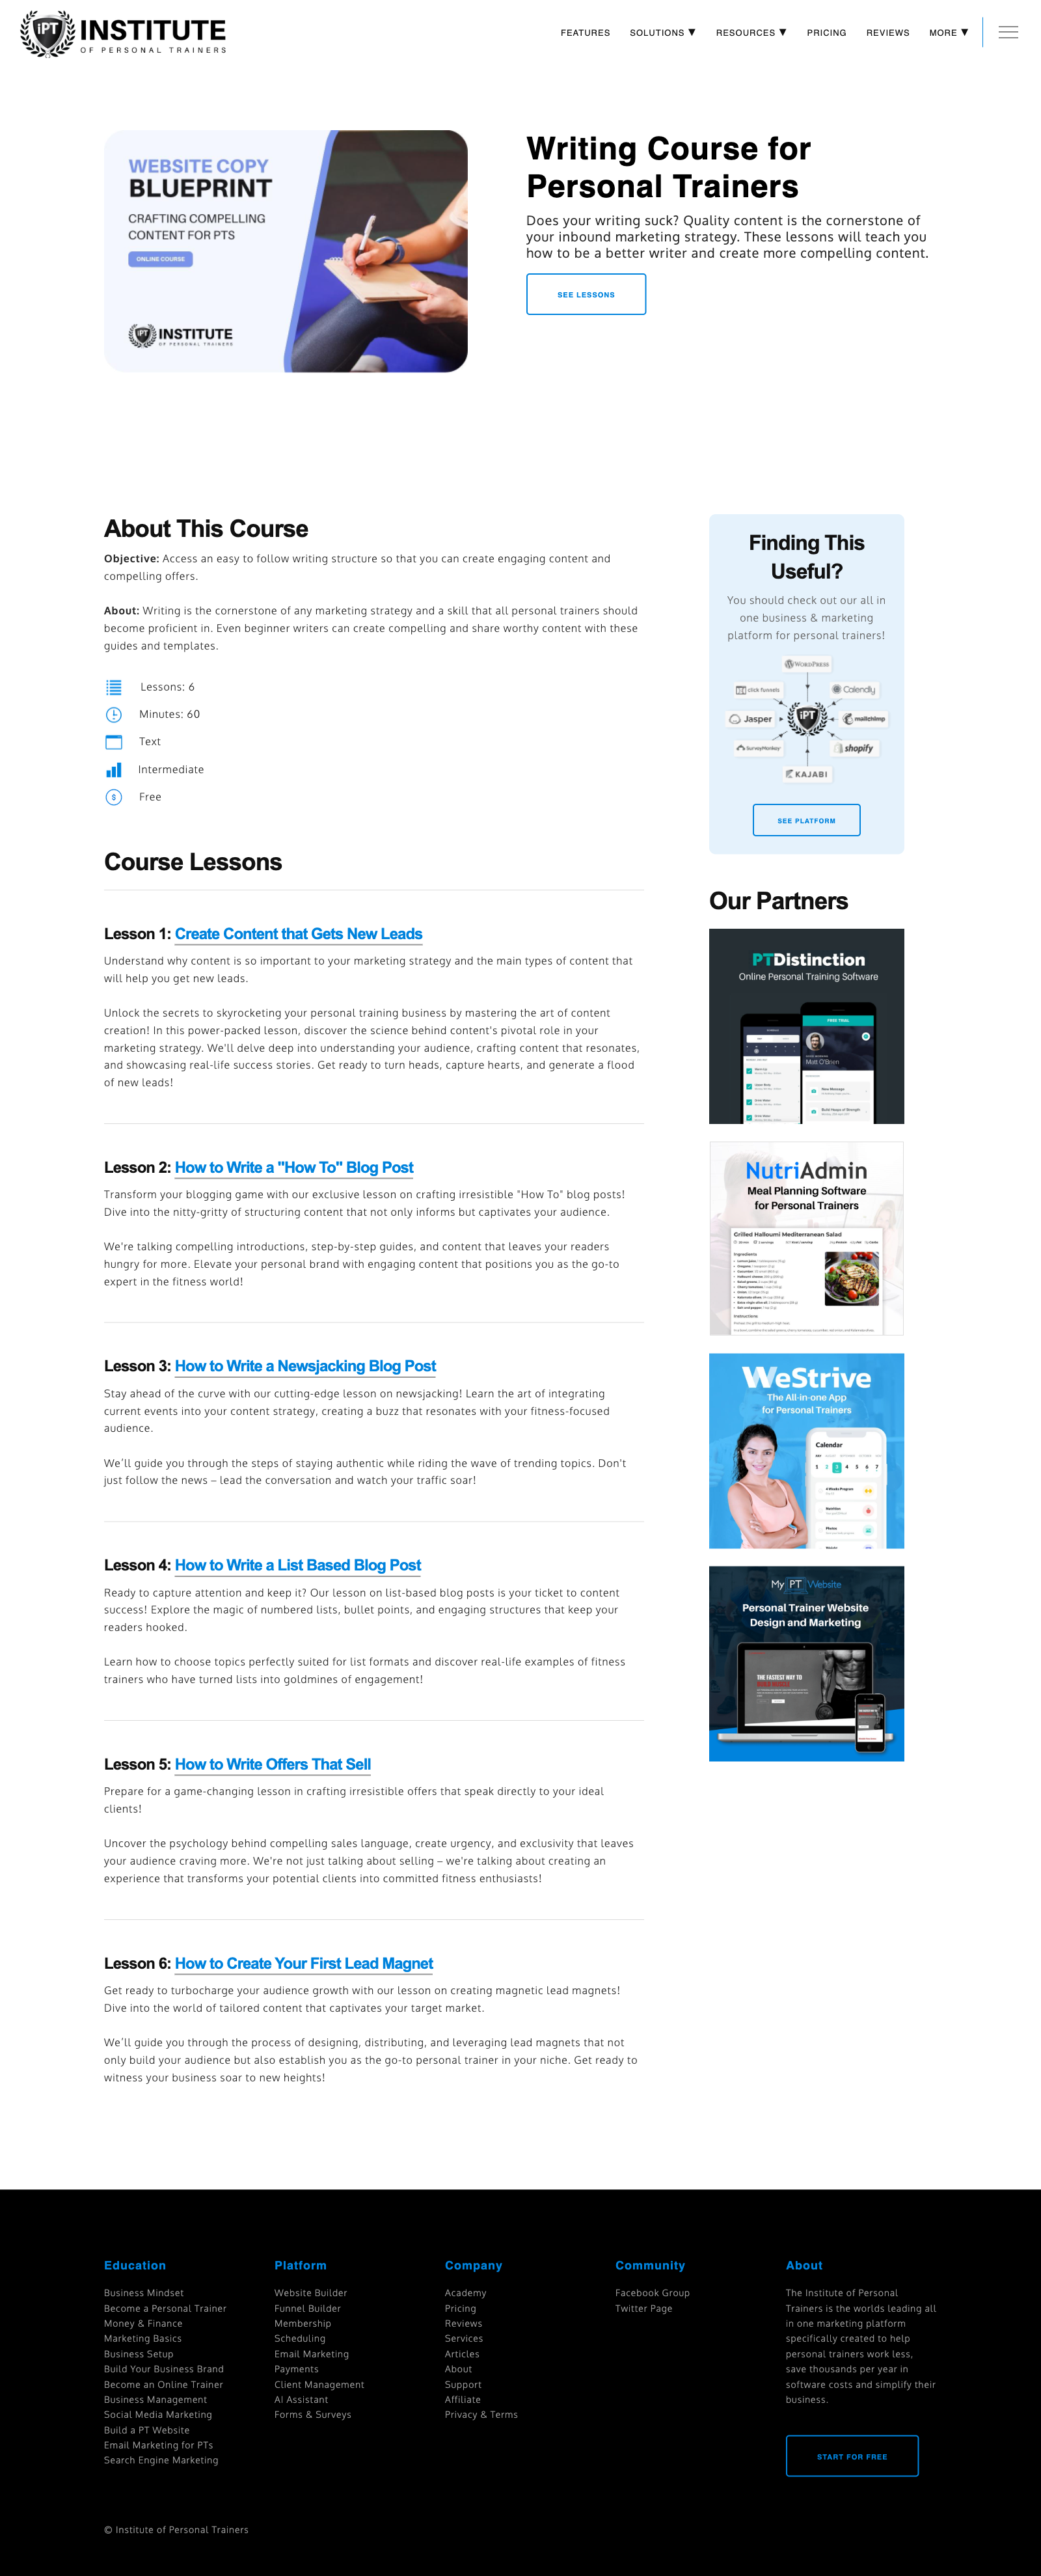 iPT INSTITUTE
OF PERSONAL TRAINERS
FEATURES
SOLUTIONS ▼
RESOURCES ▼
PRICING
REVIEWS
MORE ▼
WEBSITE COPY
BLUEPRINT
CRAFTING COMPELLING
CONTENT FOR PTS
ONLINE COURSE
iPT INSTITUTE
OF PERSONAL TRAINERS
Writing Course for
Personal Trainers
Does your writing suck? Quality content is the cornerstone of
your inbound marketing strategy. These lessons will teach you
how to be a better writer and create more compelling content.
SEE LESSONS
About This Course
Objective: Access an easy to follow writing structure so that you can create engaging content and
compelling offers.
About: Writing is the cornerstone of any marketing strategy and a skill that all personal trainers should
become proficient in. Even beginner writers can create compelling and share worthy content with these
guides and templates.
Lessons: 6
Minutes: 60
Text
Intermediate
$ Free
Course Lessons
Lesson 1: Create Content that Gets New Leads
Understand why content is so important to your marketing strategy and the main types of content that
will help you get new leads.
Unlock the secrets to skyrocketing your personal training business by mastering the art of content
creation! In this power-packed lesson, discover the science behind content's pivotal role in your
marketing strategy. We'll delve deep into understanding your audience, crafting content that resonates,
and showcasing real-life success stories. Get ready to turn heads, capture hearts, and generate a flood
of new leads!
Lesson 2: How to Write a "How To" Blog Post
Transform your blogging game with our exclusive lesson on crafting irresistible "How To" blog posts!
Dive into the nitty-gritty of structuring content that not only informs but captivates your audience.
We're talking compelling introductions, step-by-step guides, and content that leaves your readers
hungry for more. Elevate your personal brand with engaging content that positions you as the go-to
expert in the fitness world!
Lesson 3: How to Write a Newsjacking Blog Post
Stay ahead of the curve with our cutting-edge lesson on newsjacking! Learn the art of integrating
current events into your content strategy, creating a buzz that resonates with your fitness-focused
audience.
We'll guide you through the steps of staying authentic while riding the wave of trending topics. Don't
just follow the news – lead the conversation and watch your traffic soar!
Lesson 4: How to Write a List Based Blog Post
Ready to capture attention and keep it? Our lesson on list-based blog posts is your ticket to content
success! Explore the magic of numbered lists, bullet points, and engaging structures that keep your
readers hooked.
Learn how to choose topics perfectly suited for list formats and discover real-life examples of fitness
trainers who have turned lists into goldmines of engagement!
Lesson 5: How to Write Offers That Sell
Prepare for a game-changing lesson in crafting irresistible offers that speak directly to your ideal
clients!
Uncover the psychology behind compelling sales language, create urgency, and exclusivity that leaves
your audience craving more. We're not just talking about selling – we're talking about creating an
experience that transforms your potential clients into committed fitness enthusiasts!
Lesson 6: How to Create Your First Lead Magnet
Get ready to turbocharge your audience growth with our lesson on creating magnetic lead magnets!
Dive into the world of tailored content that captivates your target market.
We'll guide you through the process of designing, distributing, and leveraging lead magnets that not
only build your audience but also establish you as the go-to personal trainer in your niche. Get ready to
witness your business soar to new heights!
Finding This
Useful?
You should check out our all in
one business & marketing
platform for personal trainers!
WORDPRESS
click funnels
Calendly
Jasper
iPT
mailchimp
SurveyMonkey
shopify
KAJABI
SEE PLATFORM
Our Partners
PTDistinction
Online Personal Training Software
FREE TRIAL
Matt O'Brien
New Message
Build Heaps of Strength
NutriAdmin
Meal Planning Software
for Personal Trainers
Grilled Halloumi Mediterranean Salad
Ingredients
Instructions
WeStrive
The All-in-one App
for Personal Trainers
Calendar
1 2 3 4 5 6 7
6 Weeks Program
Nutrition
Photos
My PT Website
Personal Trainer Website
Design and Marketing
THE FASTEST WAY TO
BUILD MUSCLE
Education
Business Mindset
Become a Personal Trainer
Money & Finance
Marketing Basics
Business Setup
Build Your Business Brand
Become an Online Trainer
Business Management
Social Media Marketing
Build a PT Website
Email Marketing for PTs
Search Engine Marketing
Platform
Website Builder
Funnel Builder
Membership
Scheduling
Email Marketing
Payments
Client Management
AI Assistant
Forms & Surveys
Company
Academy
Pricing
Reviews
Services
Articles
About
Support
Affiliate
Privacy & Terms
Community
Facebook Group
Twitter Page
About
The Institute of Personal
Trainers is the worlds leading all
in one marketing platform
specifically created to help
personal trainers work less,
save thousands per year in
software costs and simplify their
business.
START FOR FREE
© Institute of Personal Trainers